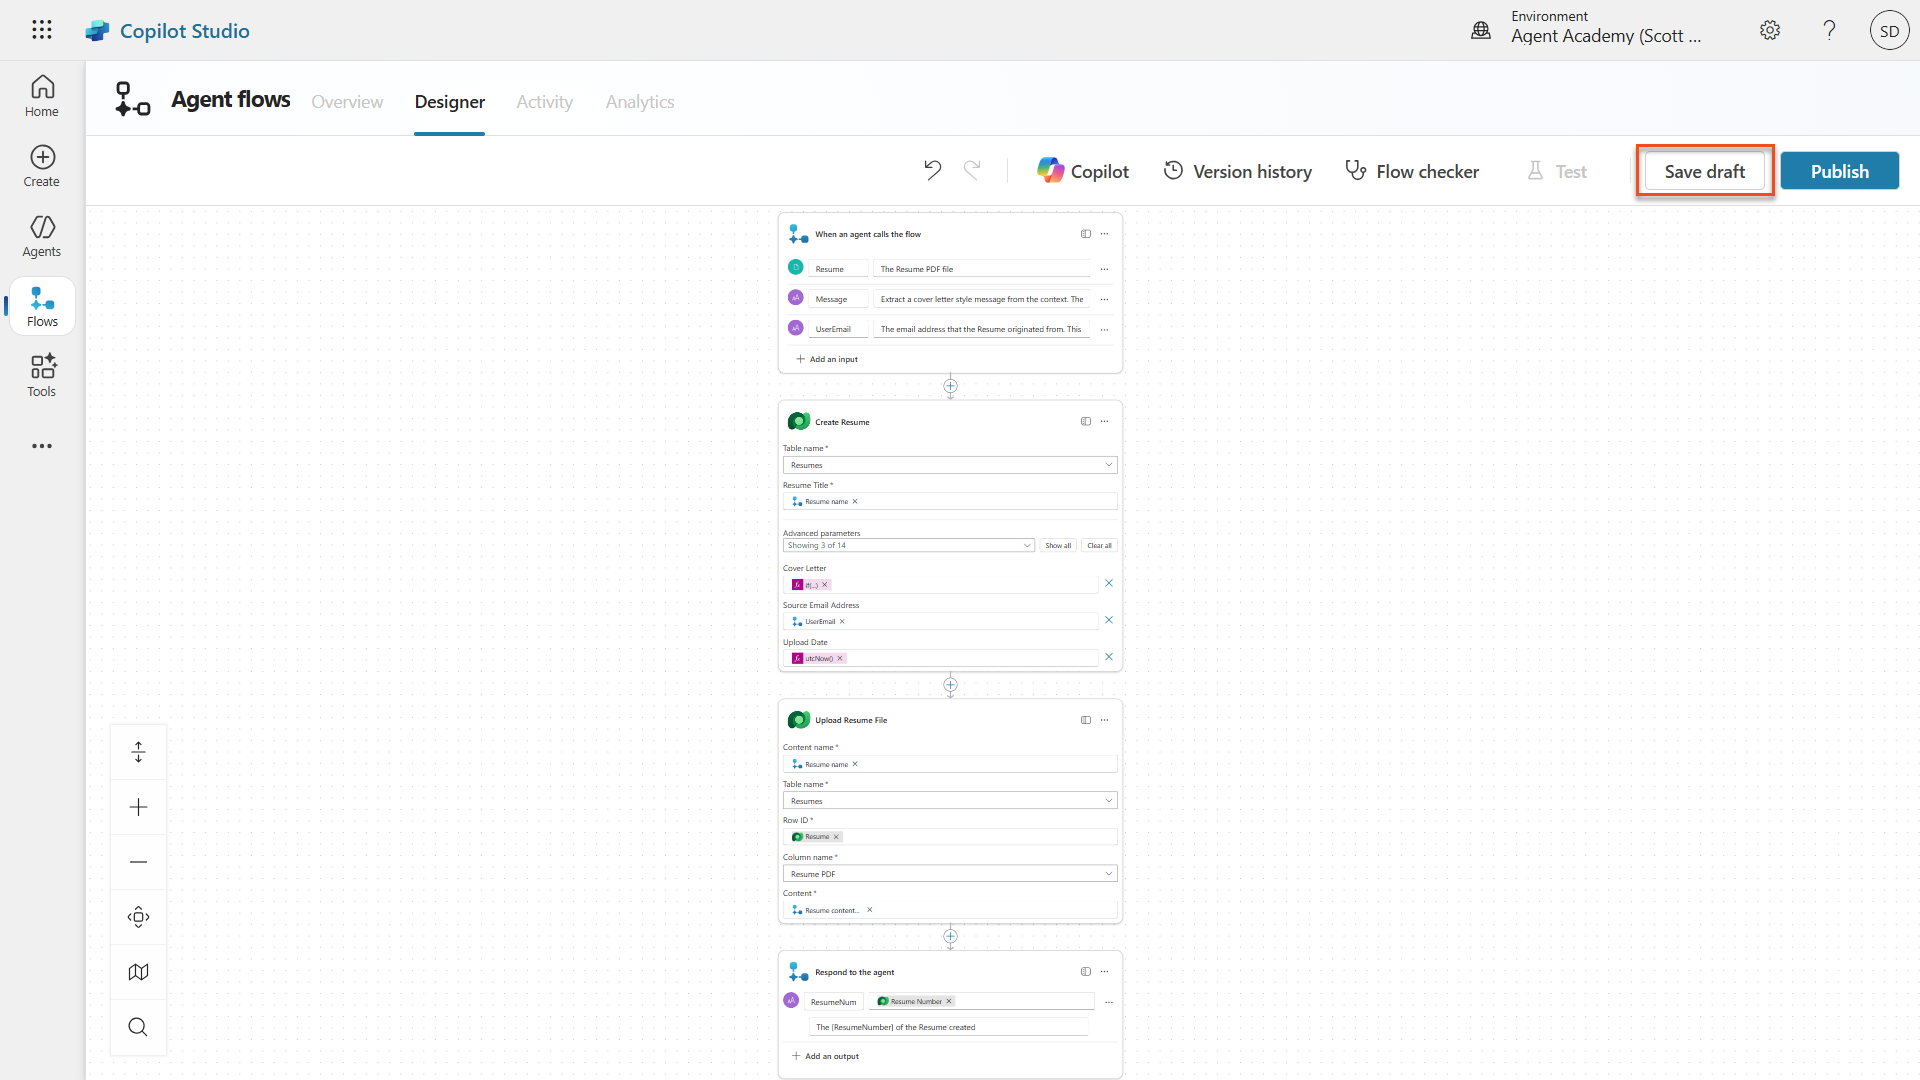 Copilot Studio
Environment
Agent Academy (Scott ...
SD
Home
Create
Agents
Flows
Tools
Agent flows
Overview
Designer
Activity
Analytics
Copilot
Version history
Flow checker
Test
Save draft
Publish
When an agent calls the flow
Resume
The Resume PDF file
Message
Extract a cover letter style message from the context. The
UserEmail
The email address that the Resume originated from. This
Add an input
Create Resume
Table name *
Resumes
Resume Title *
Resume name
Advanced parameters
Showing 3 of 14
Show all
Clear all
Cover Letter
if(...)
Source Email Address
UserEmail
Upload Date
utcNow()
Upload Resume File
Content name *
Resume name
Table name *
Resumes
Row ID *
Resume
Column name *
Resume PDF
Content *
Resume content...
Respond to the agent
ResumeNum
Resume Number
The [ResumeNumber] of the Resume created
Add an output